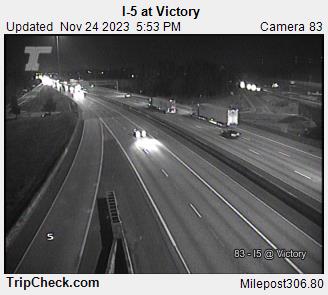 I-5 at Victory
Updated Nov 24 2023 5:53 PM Camera 83
S
83 - I5 @ Victory
TripCheck.com Milepost306.80